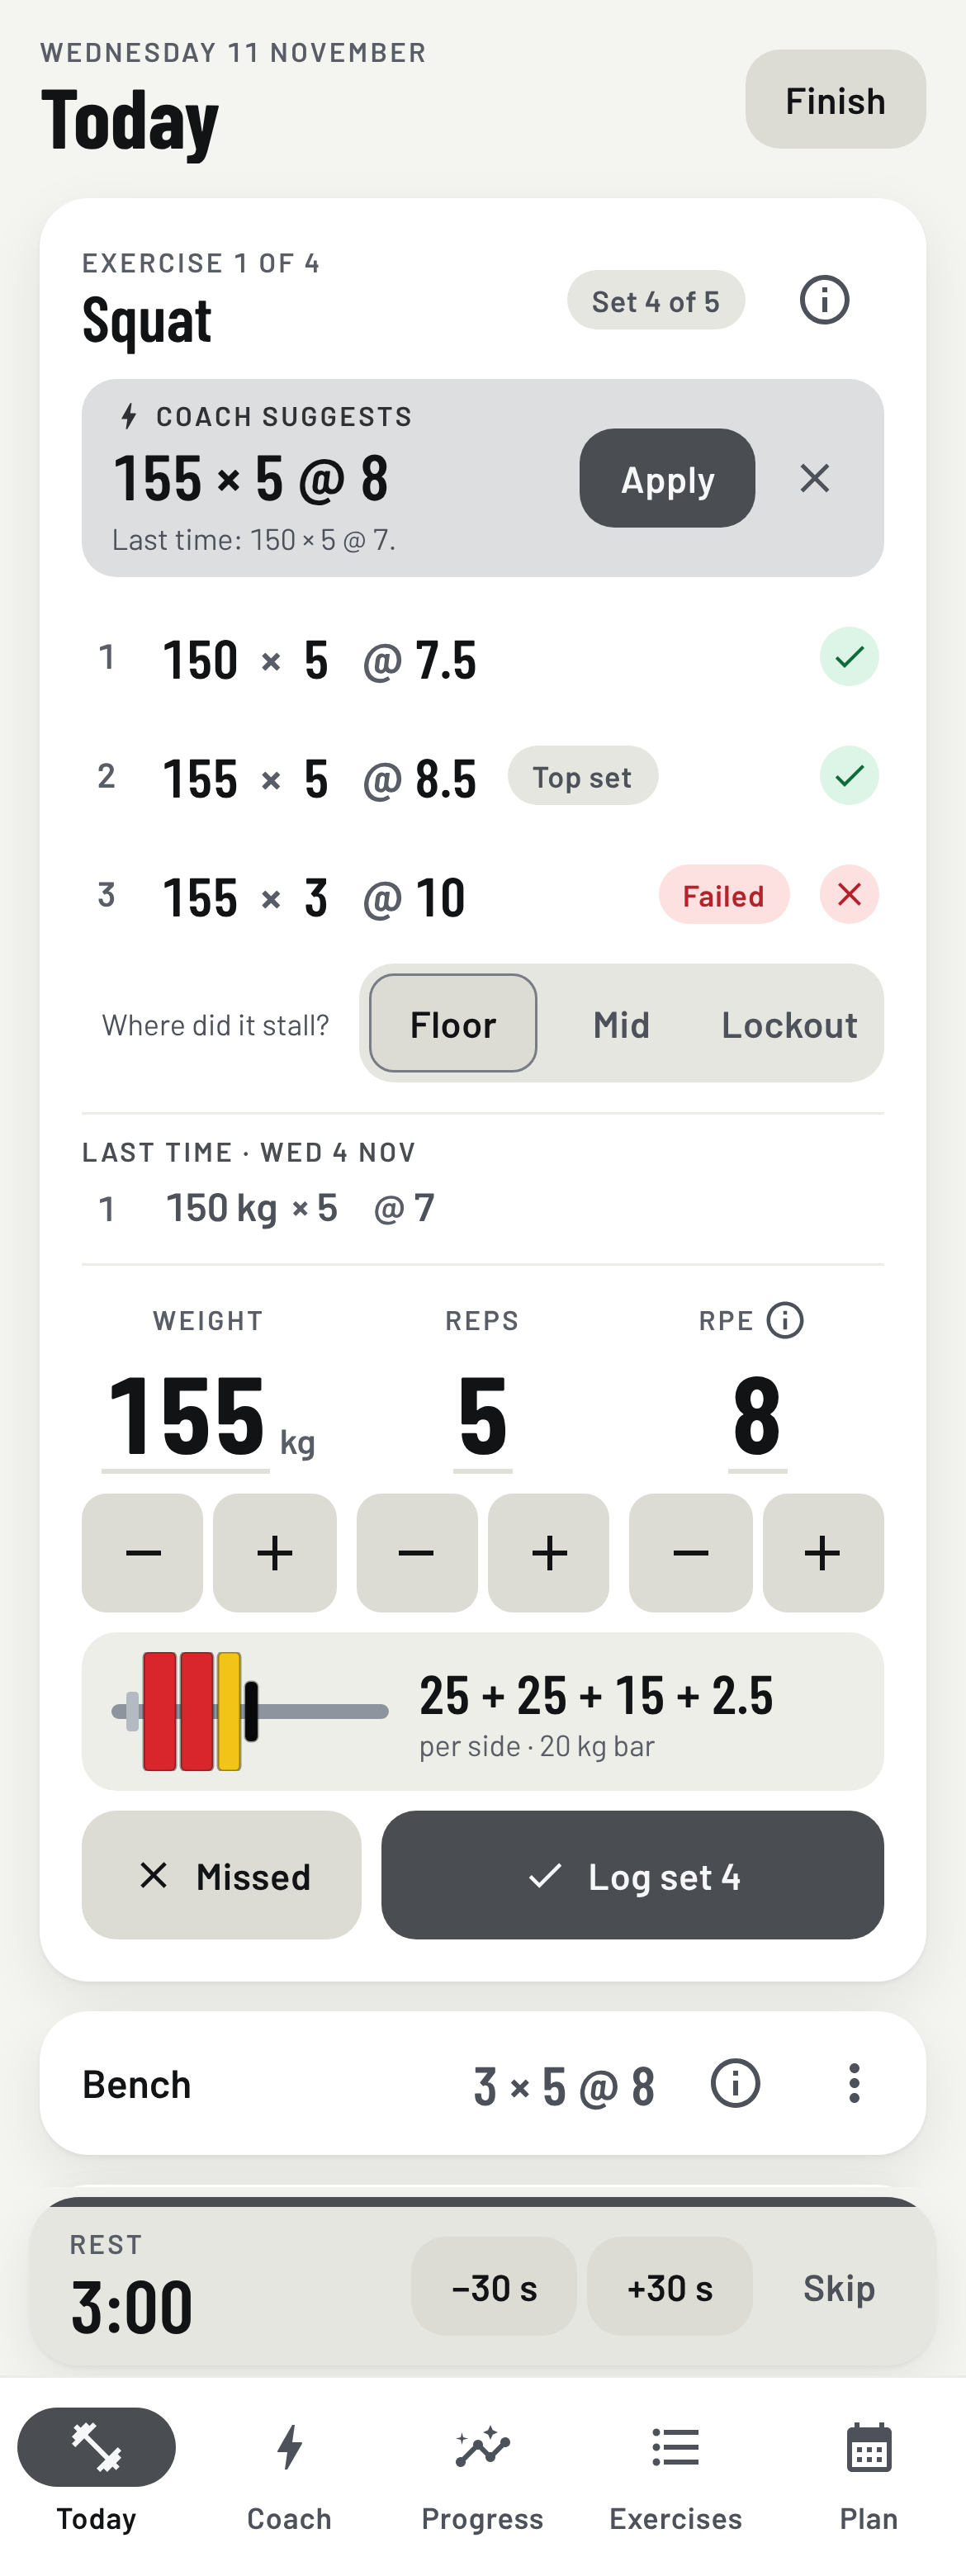 WEDNESDAY 11 NOVEMBER
Today
Finish
EXERCISE 1 OF 4
Squat
Set 4 of 5
COACH SUGGESTS
155 × 5 @ 8
Last time: 150 × 5 @ 7.
Apply
1 150 × 5 @ 7.5
2 155 × 5 @ 8.5 Top set
3 155 × 3 @ 10 Failed
Where did it stall? Floor Mid Lockout
LAST TIME · WED 4 NOV
1 150 kg × 5 @ 7
WEIGHT REPS RPE
155 kg 5 8
25 + 25 + 15 + 2.5
per side · 20 kg bar
Missed Log set 4
Bench 3 × 5 @ 8
REST
3:00
−30 s +30 s Skip
Today Coach Progress Exercises Plan